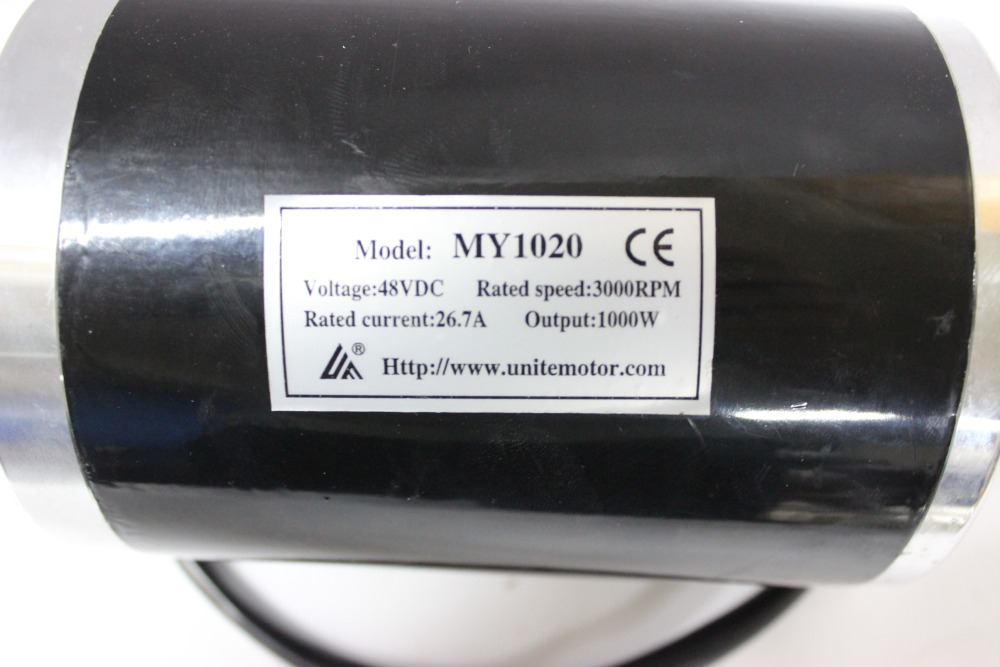 Model: MY1020 CE
Voltage:48VDC Rated speed:3000RPM
Rated current:26.7A Output:1000W
® Http://www.unitemotor.com